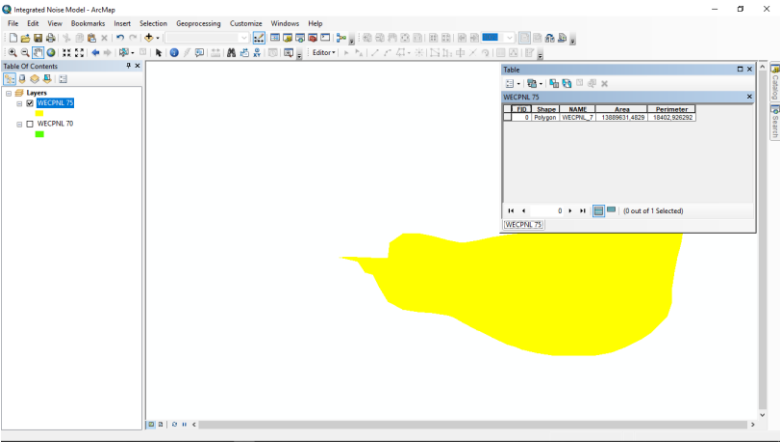 Integrated Noise Model - ArcMap
File Edit View Bookmarks Insert Selection Geoprocessing Customize Windows Help
Editor
Table Of Contents
Layers
WECPNL 75
WECPNL 70
Table
WECPNL 75
FID Shape NAME Area Perimeter
0 Polygon WECPNL_7 13889631,4829 18402,926292
0 (0 out of 1 Selected)
WECPNL 75
Catalog
Search